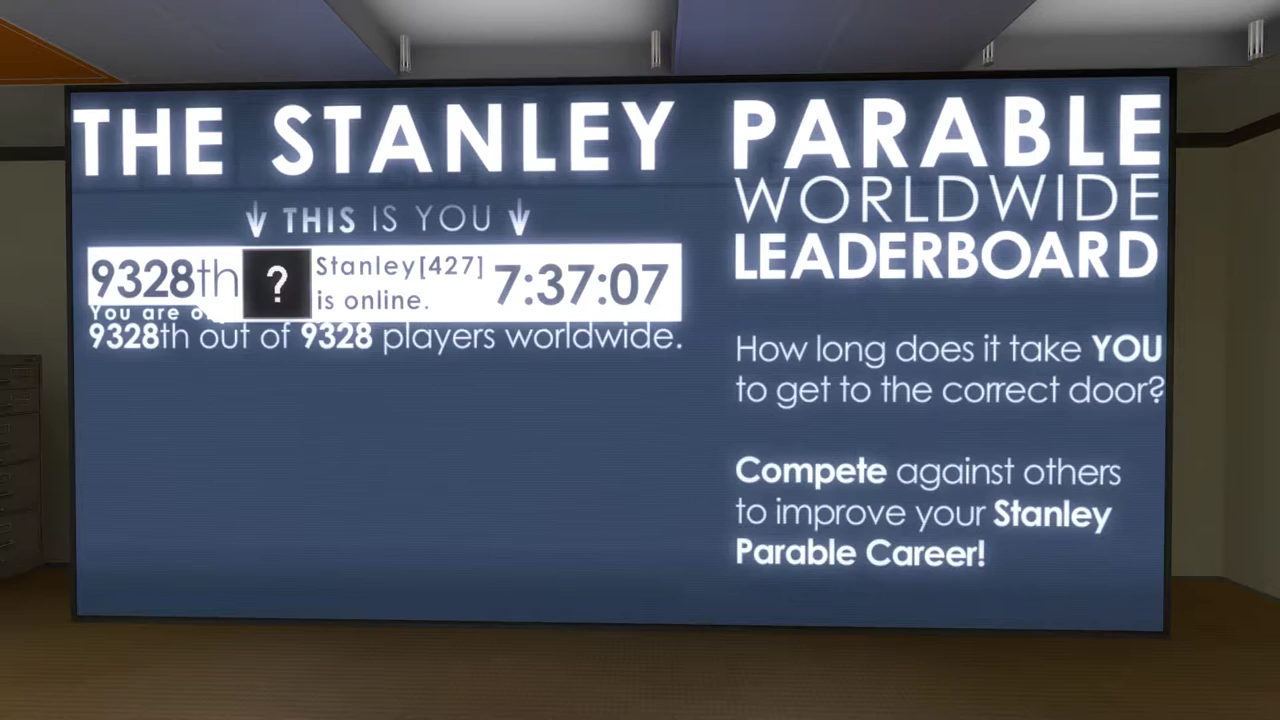 THE STANLEY PARABLE
WORLDWIDE
LEADERBOARD
THIS IS YOU
9328th ? Stanley[427] is online. 7:37:07
You are
9328th out of 9328 players worldwide.
How long does it take YOU
to get to the correct door?
Compete against others
to improve your Stanley
Parable Career!